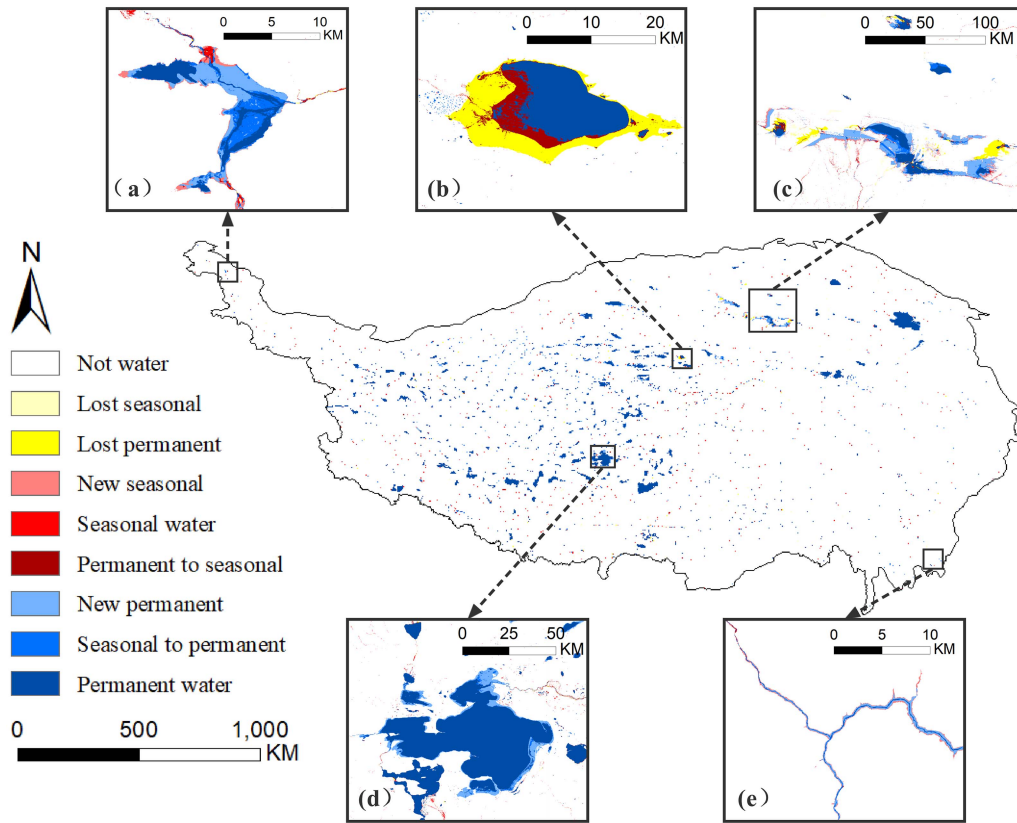 0 5 10
KM
（a）
0 10 20
KM
（b）
0 50 100
KM
（c）
N
Not water
Lost seasonal
Lost permanent
New seasonal
Seasonal water
Permanent to seasonal
New permanent
Seasonal to permanent
Permanent water
0 500 1,000
KM
0 25 50
KM
（d）
0 5 10
KM
（e）